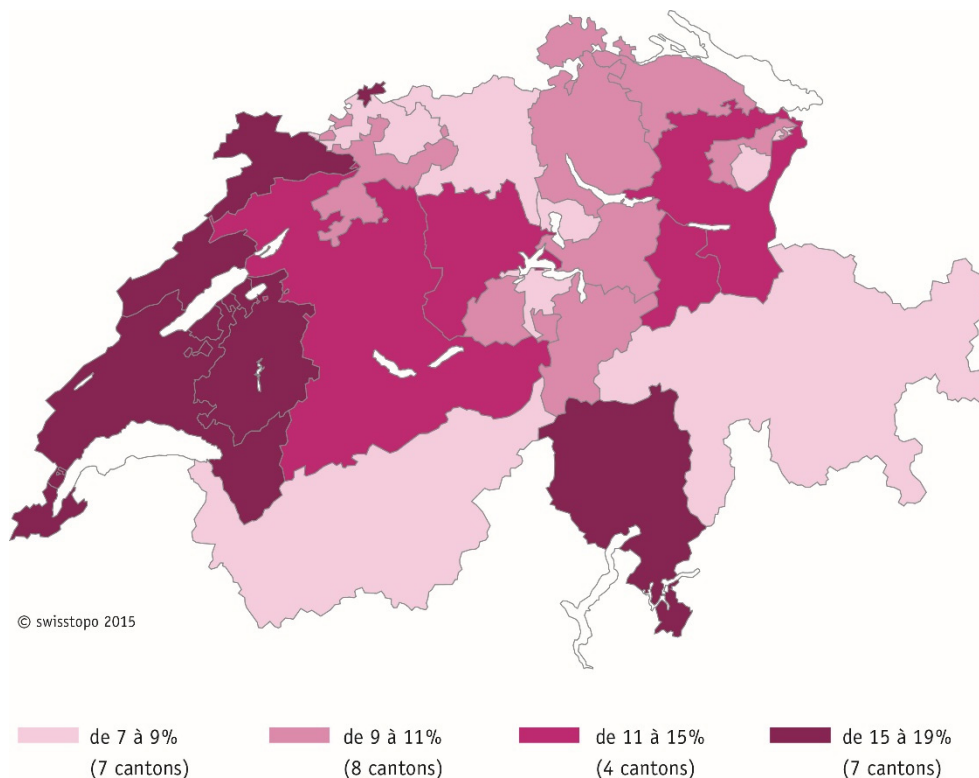 © swisstopo 2015
de 7 à 9% de 9 à 11% de 11 à 15% de 15 à 19%
(7 cantons) (8 cantons) (4 cantons) (7 cantons)